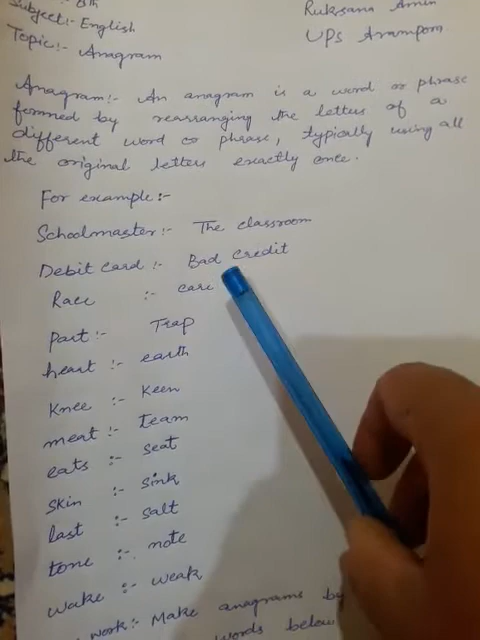 8th
Ruksana Amin
Subject:- English
UPS Arampora
Topic:- Anagram
Anagram:- An anagram is a word or phrase
formed by rearranging the letters of a
different word or phrase, typically using all
the original letters exactly once.
For example:-
Schoolmaster:- The classroom
Debit card:- Bad credit
Race :- care
Part:- Trap
heart:- earth
Knee :- Keen
meat:- team
eats :- seat
Skin :- sink
last :- salt
tone :- note
wake:- weak
work:- Make anagrams by
words below